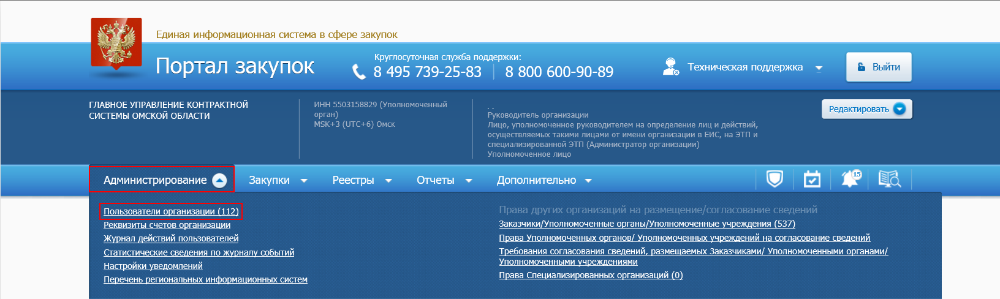 Единая информационная система в сфере закупок
Портал закупок
Круглосуточная служба поддержки:
8 495 739-25-83
8 800 600-90-89
Техническая поддержка
Выйти
ГЛАВНОЕ УПРАВЛЕНИЕ КОНТРАКТНОЙ
СИСТЕМЫ ОМСКОЙ ОБЛАСТИ
ИНН 5503158829 (Уполномоченный
орган)
MSK+3 (UTC+6) Омск
. .
Руководитель организации
Лицо, уполномоченное руководителем на определение лиц и действий,
осуществляемых такими лицами от имени организации в ЕИС, на ЭТП и
специализированной ЭТП (Администратор организации)
Уполномоченное лицо
Редактировать
Администрирование
Закупки
Реестры
Отчеты
Дополнительно
15
Пользователи организации (112)
Реквизиты счетов организации
Журнал действий пользователей
Статистические сведения по журналу событий
Настройки уведомлений
Перечень региональных информационных систем
Права других организаций на размещение/согласование сведений
Заказчики/Уполномоченные органы/Уполномоченные учреждения (537)
Права Уполномоченных органов/ Уполномоченных учреждений на согласование сведений
Требования согласования сведений, размещаемых Заказчиками/ Уполномоченными органами/
Уполномоченными учреждениями
Права Специализированных организаций (0)